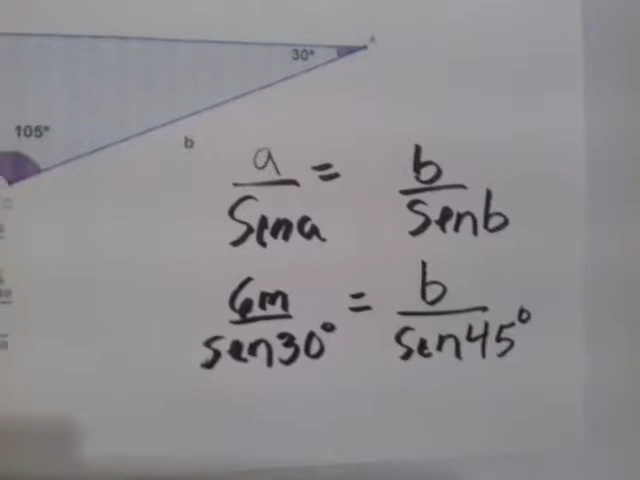 A
30°
105°
b
a = b
Sena Senb
6m = b
sen30° sen45°